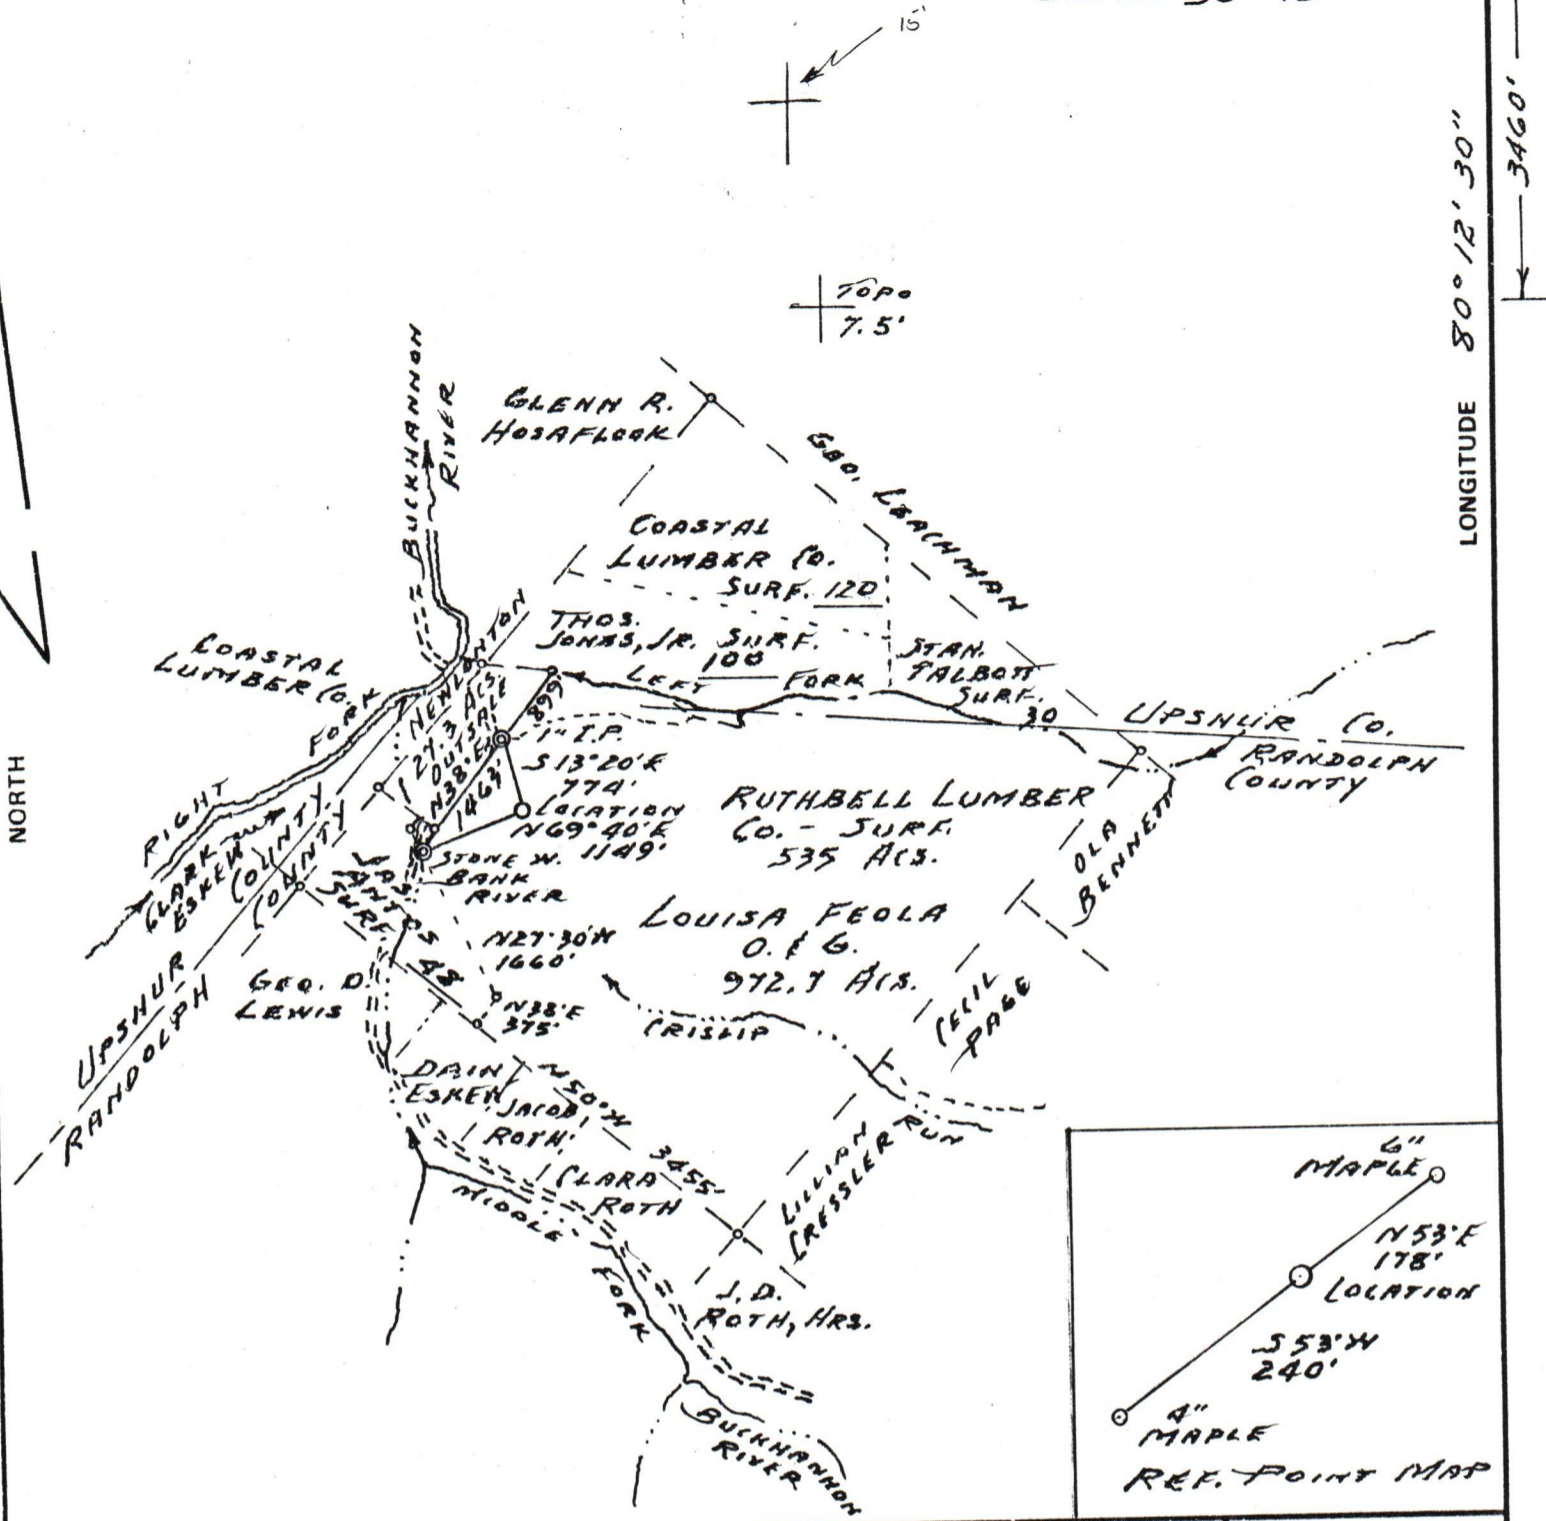 15'
3460'
LONGITUDE 80° 12' 30"
TOPO
7.5'
BUCKHANNON
RIVER
GLENN R.
HOSAFLOOK
GEO. LEACHMAN
COASTAL
LUMBER CO.
SURF. 120
THOS.
JONES, JR. SURF.
100
STAN.
TALBOTT
SURF.
30
LEFT FORK
COASTAL
LUMBER CO.
NEWLONTON
27.3 ACS.
OUTSALE
899'
N38°E
1463'
1" I.P.
S13°20'E
774'
LOCATION
N69°40'E
1149'
STONE W.
BANK
RIVER
UPSHUR CO.
RANDOLPH
COUNTY
RUTHBELL LUMBER
CO. - SURF.
535 ACS.
OLA
BENNETT
NORTH
RIGHT FORK
CLARK
ESKEW
UPSHUR COUNTY
RANDOLPH COUNTY
SURF.
48
LOUISA FEOLA
O. & G.
972.7 ACS.
N27°30'W
1660'
GEO. D.
LEWIS
N38°E
375'
CRISLIP RUN
CECIL
PAGE
DAIN
ESKEW
JACOB
ROTH
N50°W 3455'
CLARA
ROTH
LILLIAN
CRESSLER
MIDDLE FORK
J. D.
ROTH, HRS.
BUCKHANNON
RIVER
6"
MAPLE
N53°E
178'
LOCATION
S53°W
240'
4"
MAPLE
REF. POINT MAP